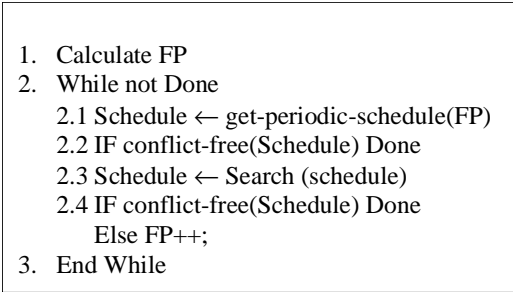 1. Calculate FP
2. While not Done
2.1 Schedule ← get-periodic-schedule(FP)
2.2 IF conflict-free(Schedule) Done
2.3 Schedule ← Search (schedule)
2.4 IF conflict-free(Schedule) Done
Else FP++;
3. End While